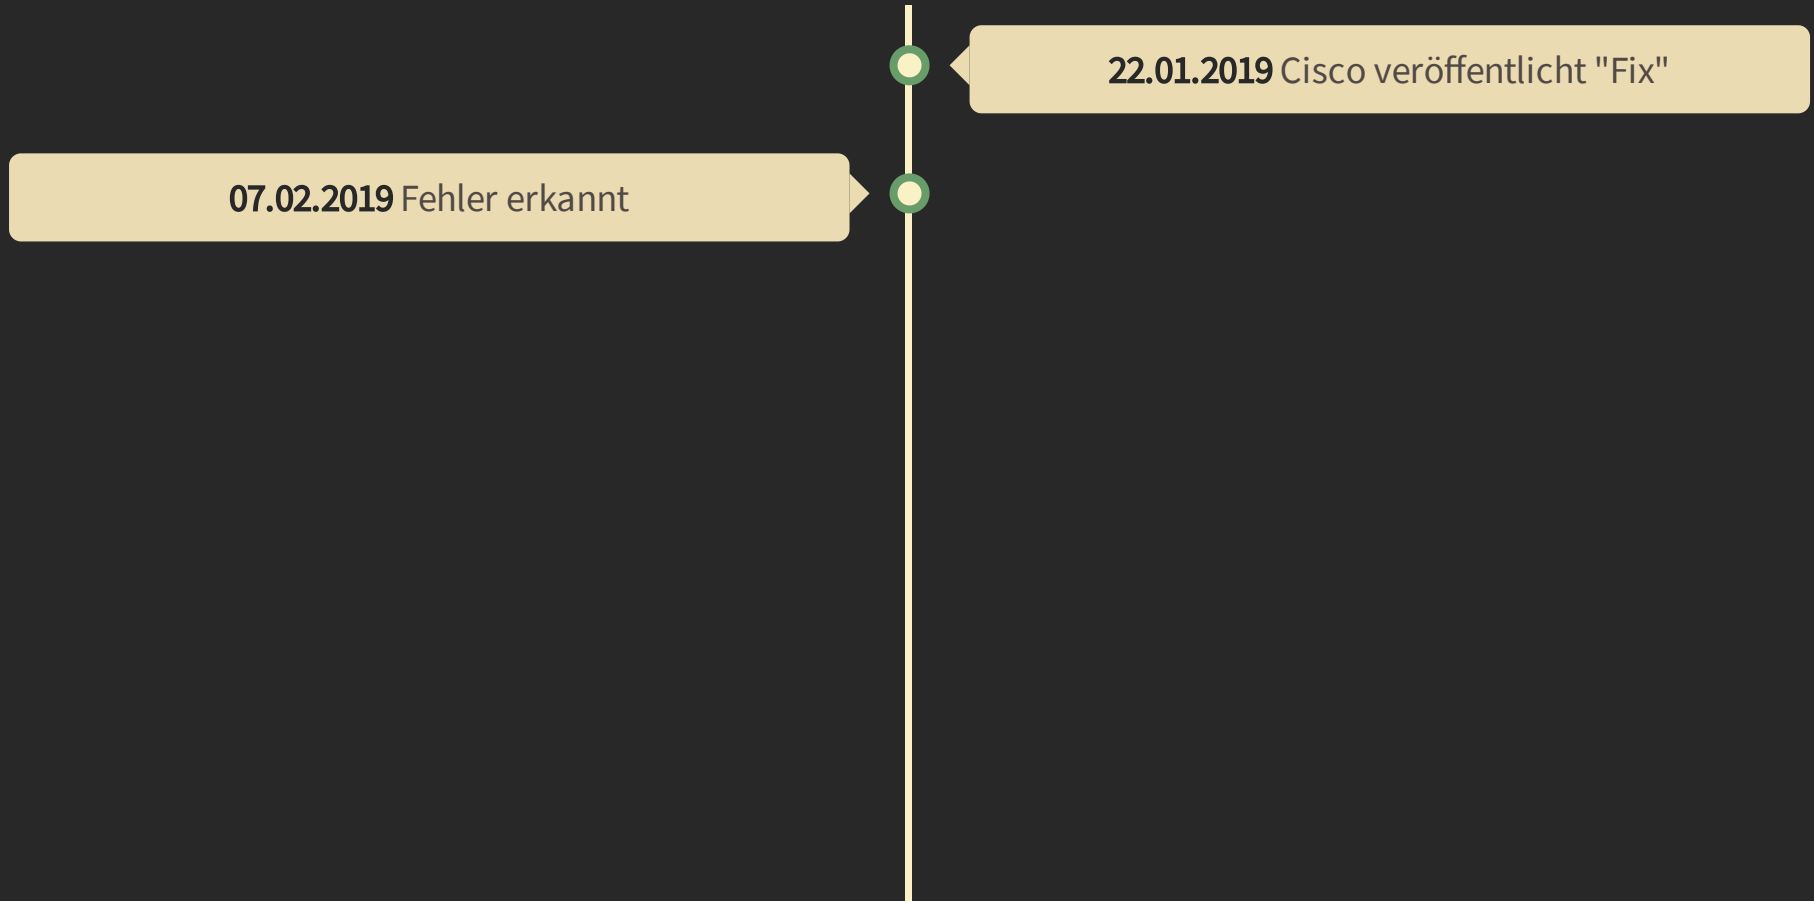 22.01.2019 Cisco veröffentlicht "Fix"
07.02.2019 Fehler erkannt